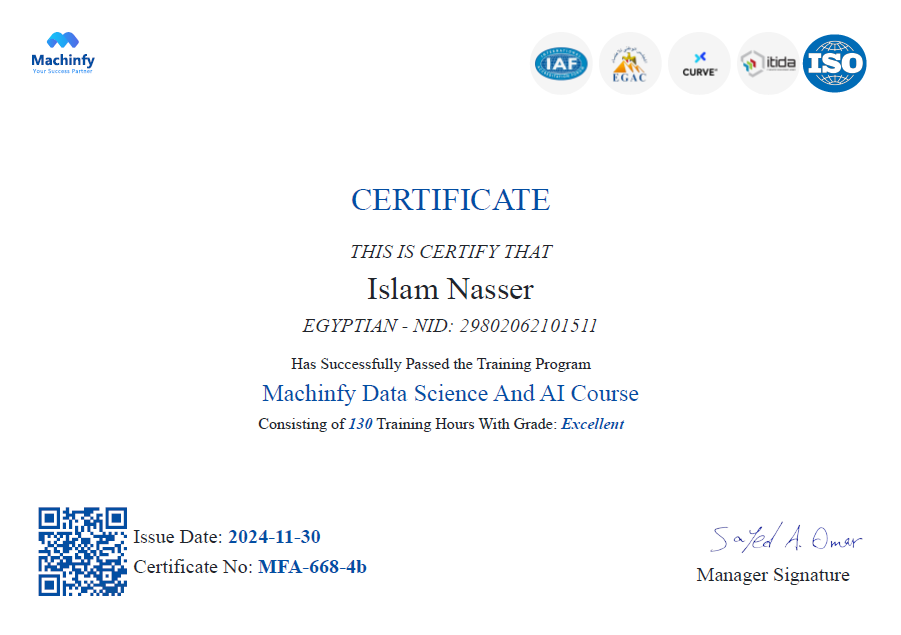 Machinfy
Your Success Partner
IAF
EGAC
CURVE
itida
ISO
CERTIFICATE
THIS IS CERTIFY THAT
Islam Nasser
EGYPTIAN - NID: 29802062101511
Has Successfully Passed the Training Program
Machinfy Data Science And AI Course
Consisting of 130 Training Hours With Grade: Excellent
Issue Date: 2024-11-30
Certificate No: MFA-668-4b
Sayed A. Omar
Manager Signature